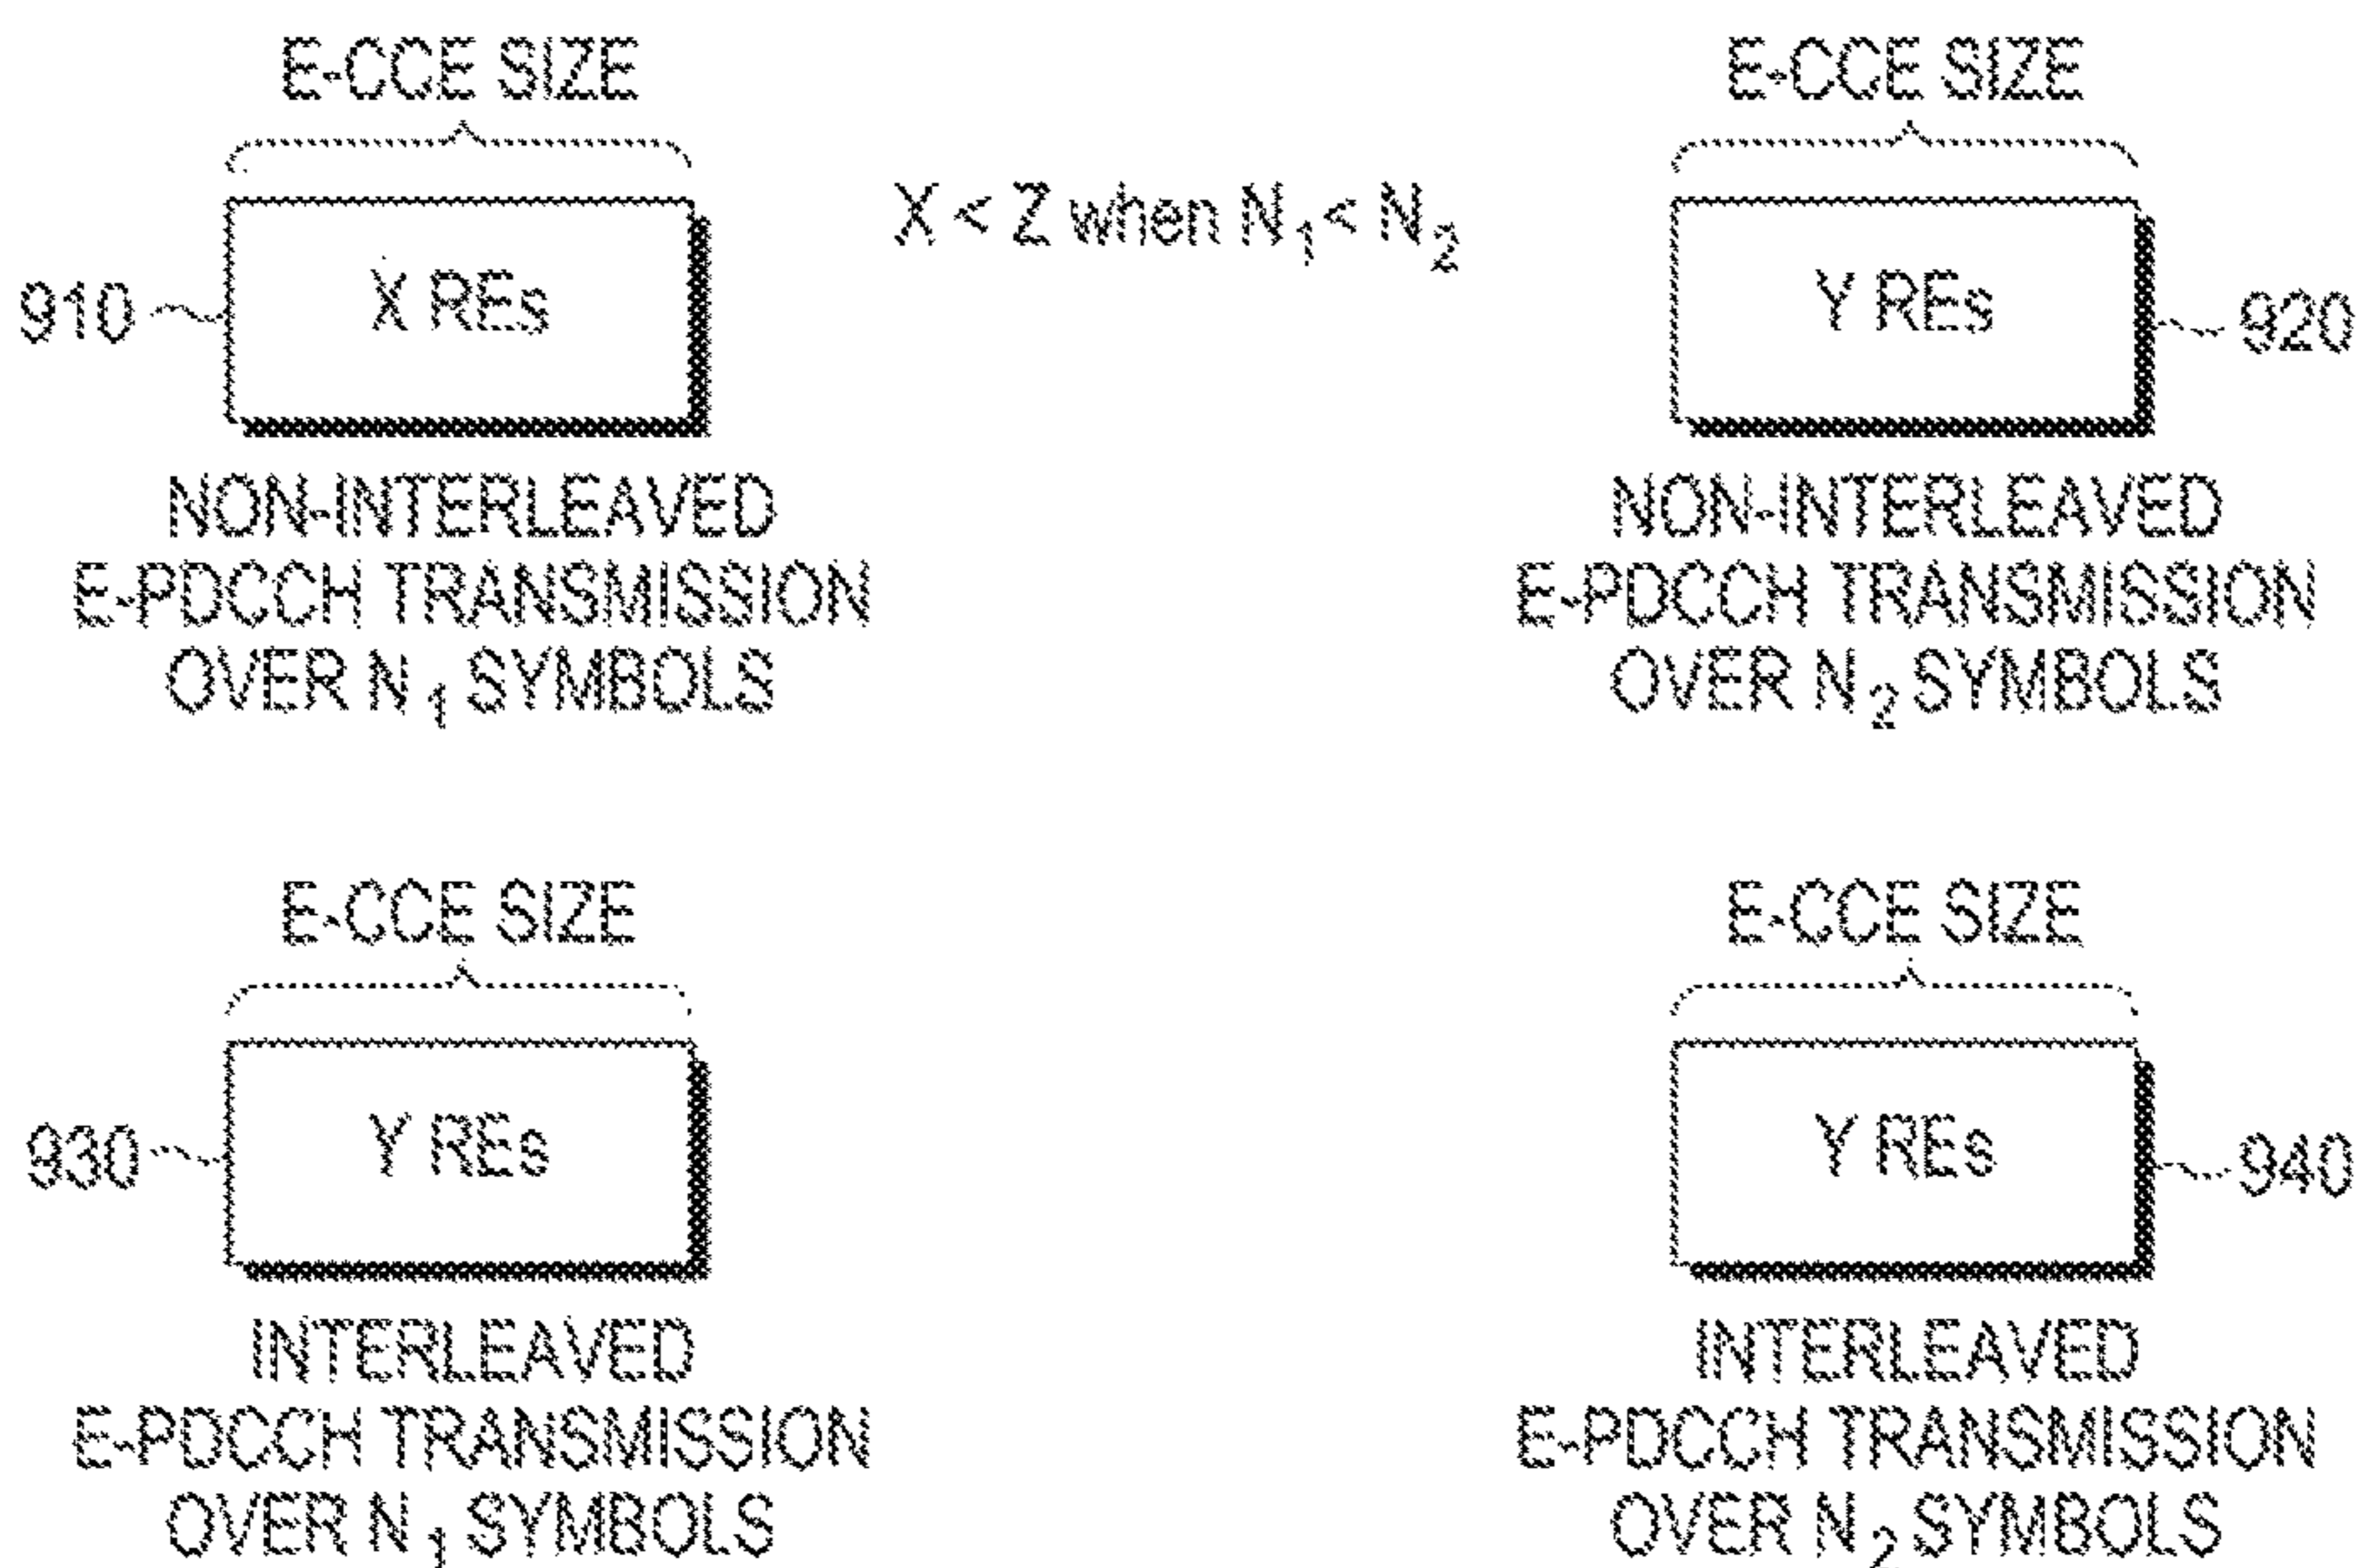 E-CCE SIZE
X REs
910
NON-INTERLEAVED
E-PDCCH TRANSMISSION
OVER N1 SYMBOLS
X < Z when N1 < N2
E-CCE SIZE
Y REs
920
NON-INTERLEAVED
E-PDCCH TRANSMISSION
OVER N2 SYMBOLS
E-CCE SIZE
930
Y REs
INTERLEAVED
E-PDCCH TRANSMISSION
OVER N1 SYMBOLS
E-CCE SIZE
Y REs
940
INTERLEAVED
E-PDCCH TRANSMISSION
OVER N2 SYMBOLS